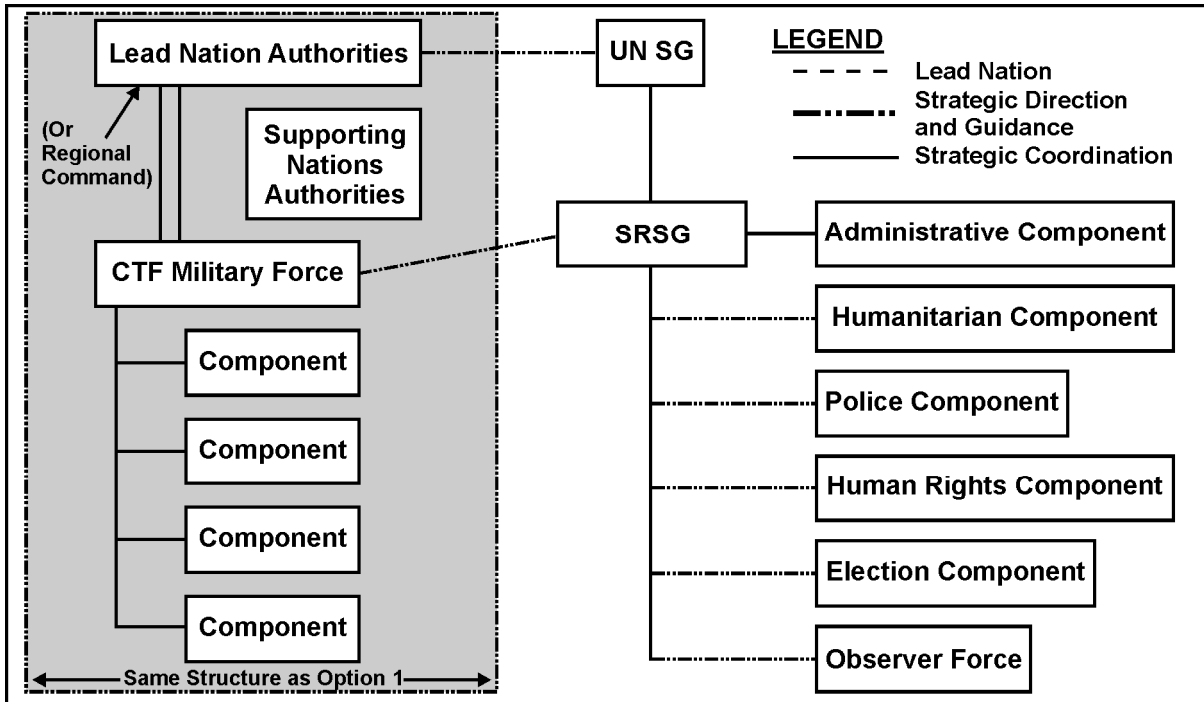 Lead Nation Authorities
(Or
Regional
Command)
Supporting
Nations
Authorities
CTF Military Force
Component
Component
Component
Component
Same Structure as Option 1
UN SG
SRSG
LEGEND
Lead Nation
Strategic Direction
and Guidance
Strategic Coordination
Administrative Component
Humanitarian Component
Police Component
Human Rights Component
Election Component
Observer Force